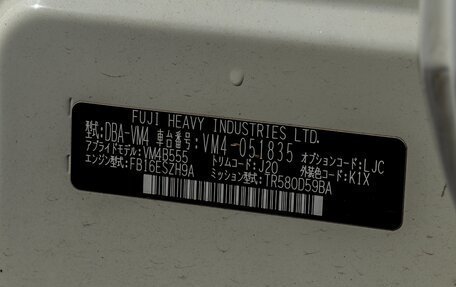 FUJI HEAVY INDUSTRIES LTD.
型式:DBA-VM4 車台番号:VM4-051835 オプションコード:LJC
アプライドモデル:VM4B555 トリムコード:J20 外装色コード:K1X
エンジン型式:FB16ESZH9A ミッション型式:TR580D59BA